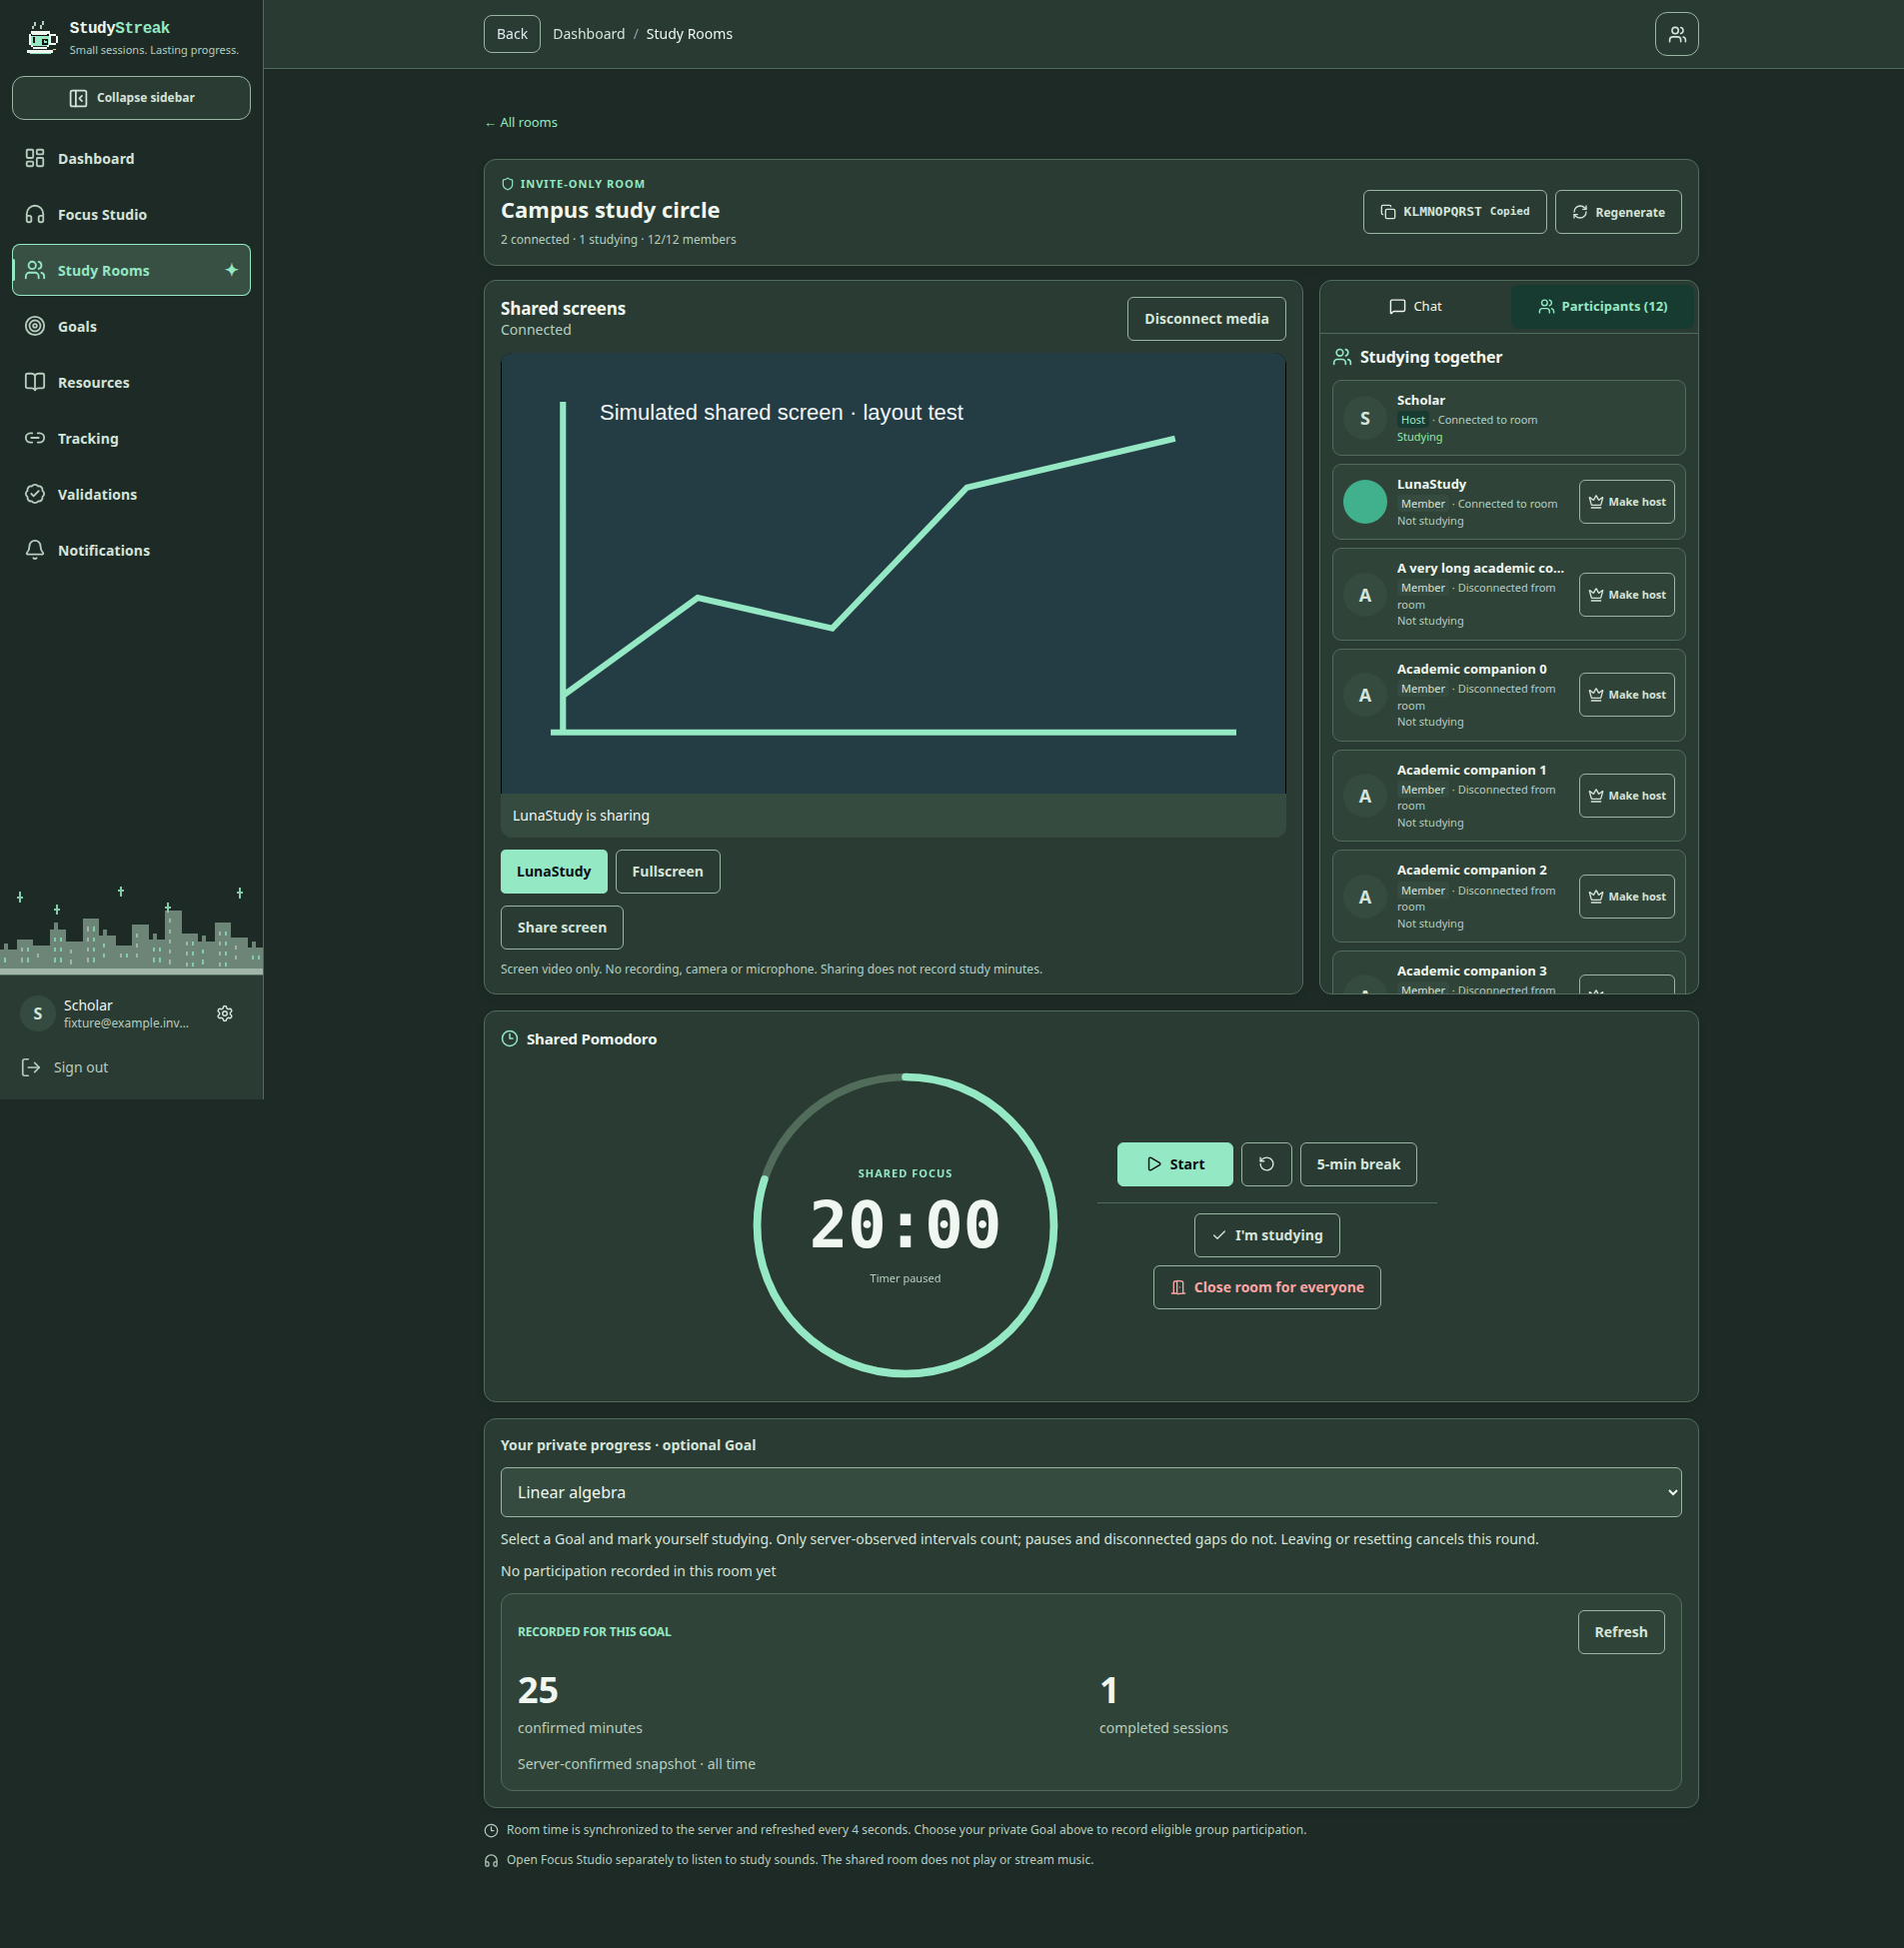 StudyStreak
Small sessions. Lasting progress.
Collapse sidebar
Dashboard
Focus Studio
Study Rooms
Goals
Resources
Tracking
Validations
Notifications
S
Scholar
fixture@example.inv...
Sign out
Back
Dashboard / Study Rooms
← All rooms
INVITE-ONLY ROOM
Campus study circle
2 connected · 1 studying · 12/12 members
KLMNOPQRST Copied
Regenerate
Shared screens
Connected
Disconnect media
Simulated shared screen · layout test
LunaStudy is sharing
LunaStudy
Fullscreen
Share screen
Screen video only. No recording, camera or microphone. Sharing does not record study minutes.
Chat
Participants (12)
Studying together
S
Scholar
Host · Connected to room
Studying
LunaStudy
Member · Connected to room
Not studying
Make host
A
A very long academic co...
Member · Disconnected from
room
Not studying
Make host
A
Academic companion 0
Member · Disconnected from
room
Not studying
Make host
A
Academic companion 1
Member · Disconnected from
room
Not studying
Make host
A
Academic companion 2
Member · Disconnected from
room
Not studying
Make host
Academic companion 3
Member · Disconnected from
Shared Pomodoro
SHARED FOCUS
20:00
Timer paused
Start
5-min break
I'm studying
Close room for everyone
Your private progress · optional Goal
Linear algebra
Select a Goal and mark yourself studying. Only server-observed intervals count; pauses and disconnected gaps do not. Leaving or resetting cancels this round.
No participation recorded in this room yet
RECORDED FOR THIS GOAL
Refresh
25
confirmed minutes
1
completed sessions
Server-confirmed snapshot · all time
Room time is synchronized to the server and refreshed every 4 seconds. Choose your private Goal above to record eligible group participation.
Open Focus Studio separately to listen to study sounds. The shared room does not play or stream music.